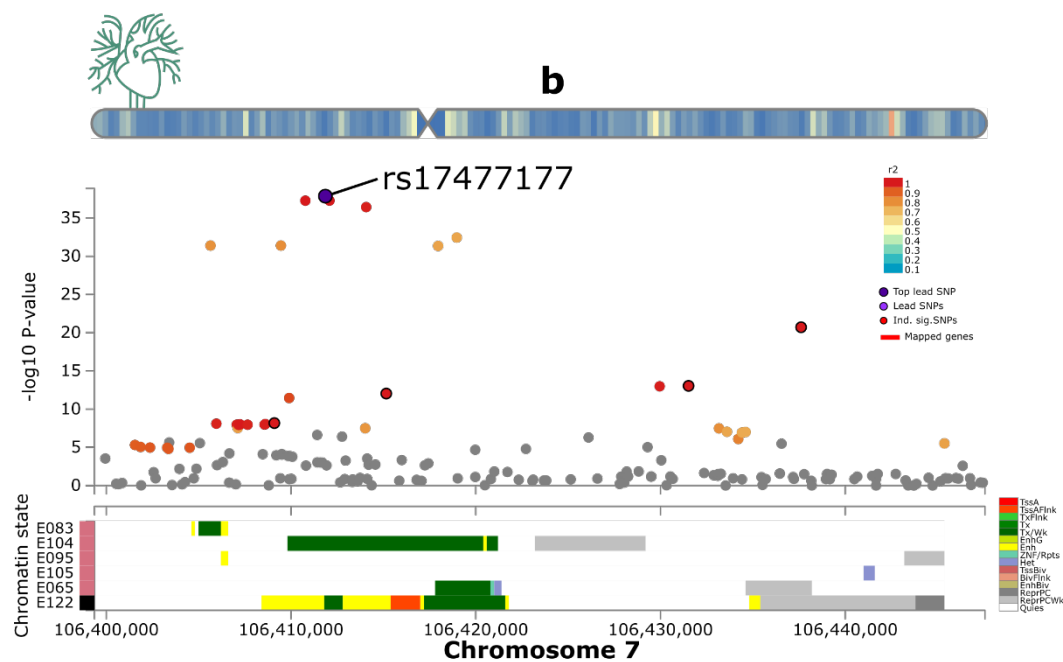 b
rs17477177
-log10 P-value
35
30
25
20
15
10
5
0
r2
1
0.9
0.8
0.7
0.6
0.5
0.4
0.3
0.2
0.1
Top lead SNP
Lead SNPs
Ind. sig.SNPs
Mapped genes
Chromatin state
E083
E104
E095
E105
E065
E122
TssA
TssAFlnk
TxFlnk
Tx
Tx/Wk
EnhG
Enh
ZNF/Rpts
Het
TssBiv
BivFlnk
EnhBiv
ReprPC
ReprPCWk
Quies
106,400,000 106,410,000 106,420,000 106,430,000 106,440,000
Chromosome 7